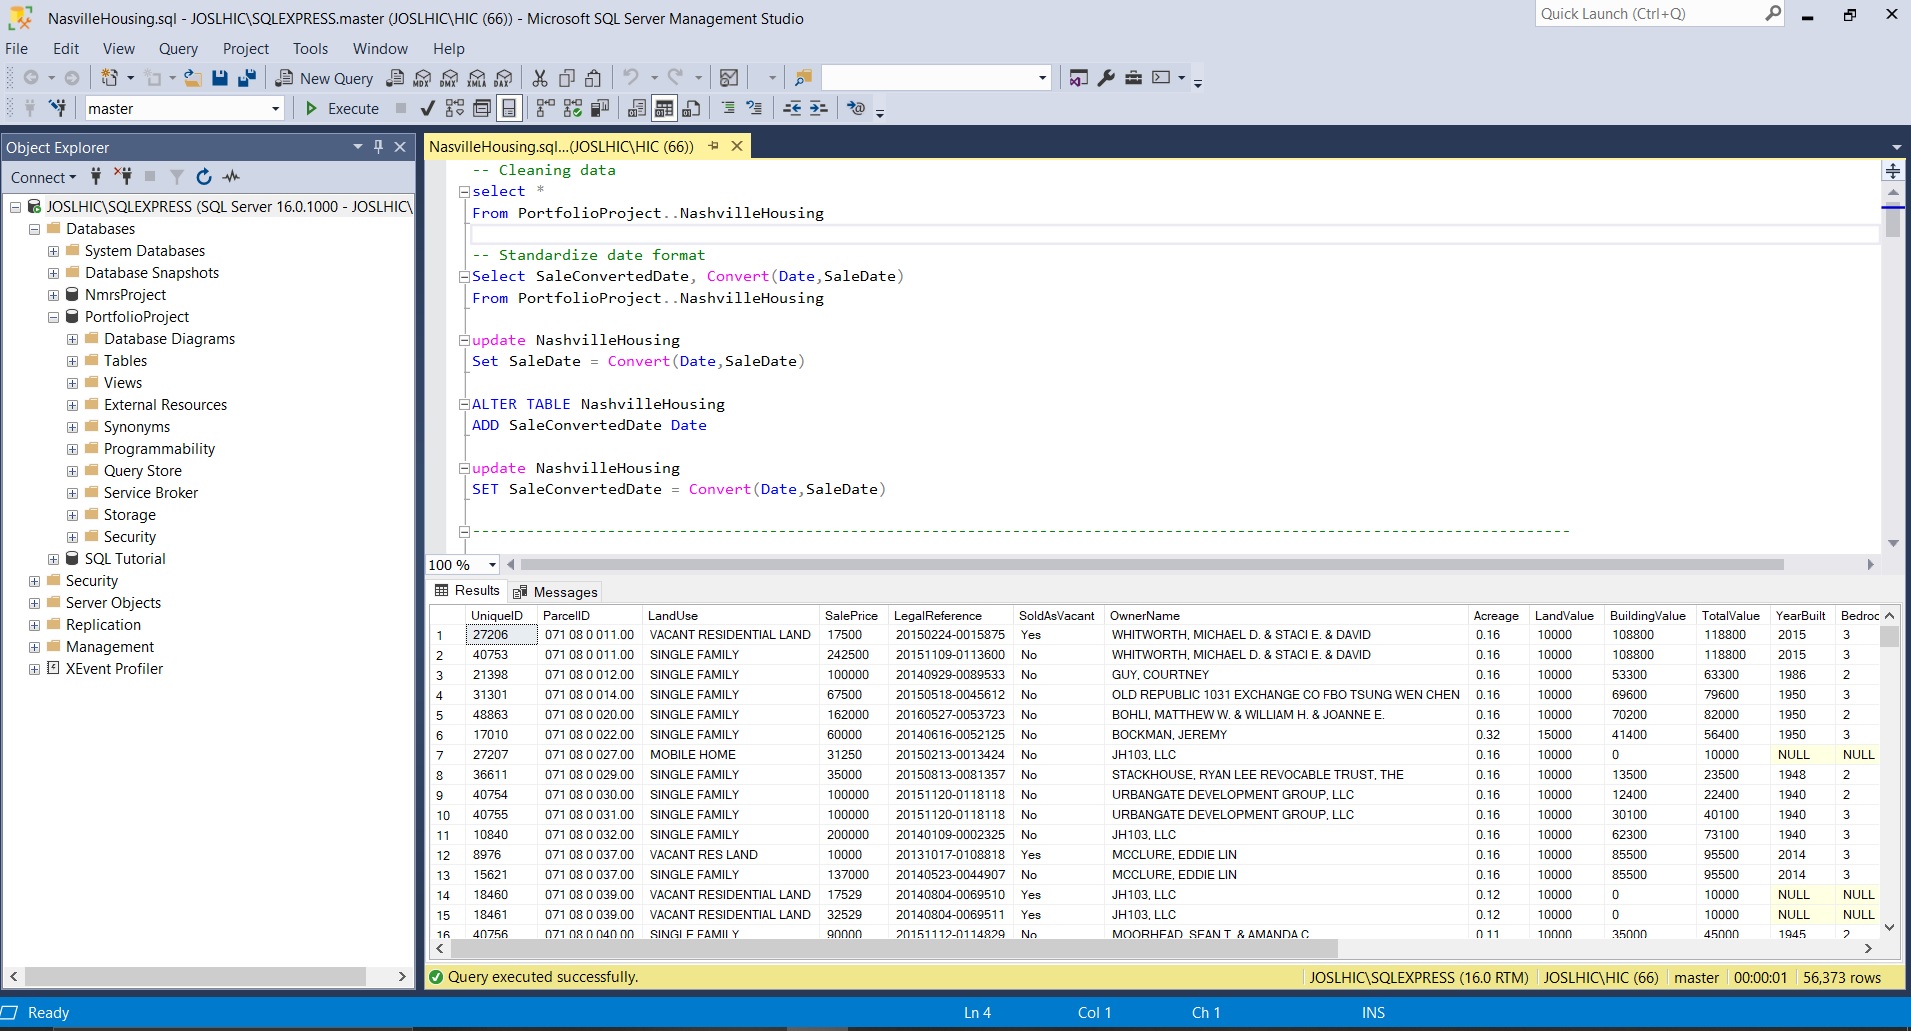 NasvilleHousing.sql - JOSLHIC\SQLEXPRESS.master (JOSLHIC\HIC (66)) - Microsoft SQL Server Management Studio
Quick Launch (Ctrl+Q)
File Edit View Query Project Tools Window Help
New Query MDX DMX XMLA DAX
master Execute
Object Explorer
Connect
JOSLHIC\SQLEXPRESS (SQL Server 16.0.1000 - JOSLHIC\
Databases
System Databases
Database Snapshots
NmrsProject
PortfolioProject
Database Diagrams
Tables
Views
External Resources
Synonyms
Programmability
Query Store
Service Broker
Storage
Security
SQL Tutorial
Security
Server Objects
Replication
Management
XEvent Profiler
NasvilleHousing.sql...(JOSLHIC\HIC (66))
-- Cleaning data
select *
From PortfolioProject..NashvilleHousing
-- Standardize date format
Select SaleConvertedDate, Convert(Date,SaleDate)
From PortfolioProject..NashvilleHousing
update NashvilleHousing
Set SaleDate = Convert(Date,SaleDate)
ALTER TABLE NashvilleHousing
ADD SaleConvertedDate Date
update NashvilleHousing
SET SaleConvertedDate = Convert(Date,SaleDate)
100 %
Results Messages
UniqueID ParcelID LandUse SalePrice LegalReference SoldAsVacant OwnerName Acreage LandValue BuildingValue TotalValue YearBuilt Bedroc
1 27206 071 08 0 011.00 VACANT RESIDENTIAL LAND 17500 20150224-0015875 Yes WHITWORTH, MICHAEL D. & STACI E. & DAVID 0.16 10000 108800 118800 2015 3
2 40753 071 08 0 011.00 SINGLE FAMILY 242500 20151109-0113600 No WHITWORTH, MICHAEL D. & STACI E. & DAVID 0.16 10000 108800 118800 2015 3
3 21398 071 08 0 012.00 SINGLE FAMILY 100000 20140929-0089533 No GUY, COURTNEY 0.16 10000 53300 63300 1986 2
4 31301 071 08 0 014.00 SINGLE FAMILY 67500 20150518-0045612 No OLD REPUBLIC 1031 EXCHANGE CO FBO TSUNG WEN CHEN 0.16 10000 69600 79600 1950 3
5 48863 071 08 0 020.00 SINGLE FAMILY 162000 20160527-0053723 No BOHLI, MATTHEW W. & WILLIAM H. & JOANNE E. 0.16 10000 70200 82000 1950 2
6 17010 071 08 0 022.00 SINGLE FAMILY 60000 20140616-0052125 No BOCKMAN, JEREMY 0.32 15000 41400 56400 1950 3
7 27207 071 08 0 027.00 MOBILE HOME 31250 20150213-0013424 No JH103, LLC 0.16 10000 0 10000 NULL NULL
8 36611 071 08 0 029.00 SINGLE FAMILY 35000 20150813-0081357 No STACKHOUSE, RYAN LEE REVOCABLE TRUST, THE 0.16 10000 13500 23500 1948 2
9 40754 071 08 0 030.00 SINGLE FAMILY 100000 20151120-0118118 No URBANGATE DEVELOPMENT GROUP, LLC 0.16 10000 12400 22400 1940 2
10 40755 071 08 0 031.00 SINGLE FAMILY 100000 20151120-0118118 No URBANGATE DEVELOPMENT GROUP, LLC 0.16 10000 30100 40100 1940 3
11 10840 071 08 0 032.00 SINGLE FAMILY 200000 20140109-0002325 No JH103, LLC 0.16 10000 62300 73100 1940 3
12 8976 071 08 0 037.00 VACANT RES LAND 10000 20131017-0108818 Yes MCCLURE, EDDIE LIN 0.16 10000 85500 95500 2014 3
13 15621 071 08 0 037.00 SINGLE FAMILY 137000 20140523-0044907 No MCCLURE, EDDIE LIN 0.16 10000 85500 95500 2014 3
14 18460 071 08 0 039.00 VACANT RESIDENTIAL LAND 17529 20140804-0069510 Yes JH103, LLC 0.12 10000 0 10000 NULL NULL
15 18461 071 08 0 039.00 VACANT RESIDENTIAL LAND 32529 20140804-0069511 Yes JH103, LLC 0.12 10000 0 10000 NULL NULL
16 40756 071 08 0 040.00 SINGLE FAMILY 90000 20151112-0114829 No MOORHEAD, SEAN T. & AMANDA C 0.11 10000 35000 45000 1945 2
Query executed successfully. JOSLHIC\SQLEXPRESS (16.0 RTM) JOSLHIC\HIC (66) master 00:00:01 56,373 rows
Ready Ln 4 Col 1 Ch 1 INS